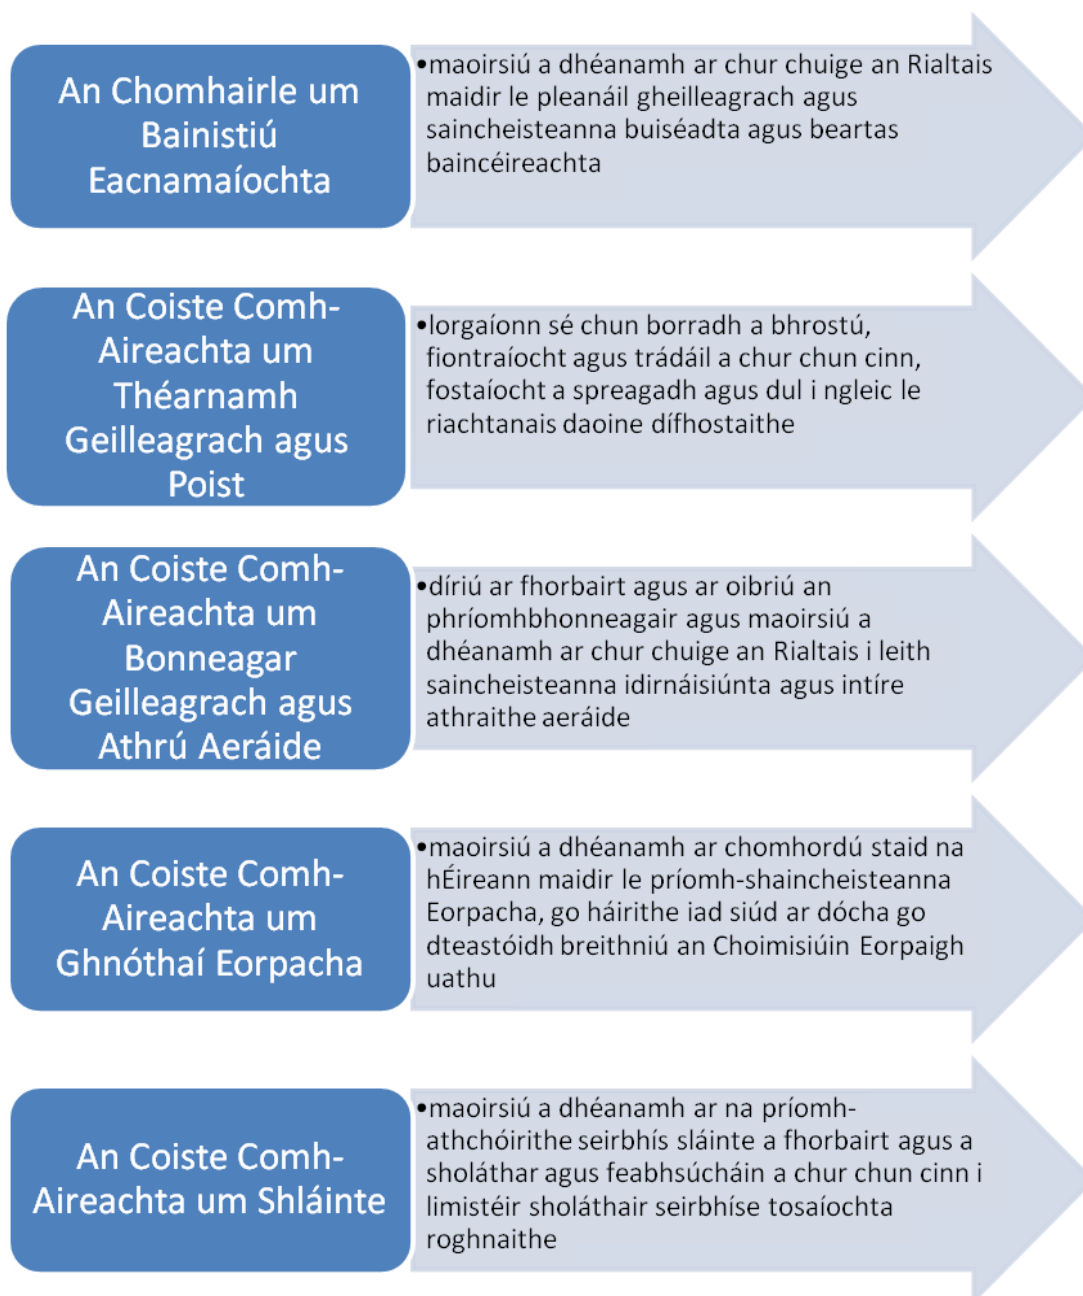 An Chomhairle um
Bainistiú
Eacnamaíochta
•maoirsiú a dhéanamh ar chur chuige an Rialtais
maidir le pleanáil gheilleagrach agus
saincheisteanna buiséadta agus beartas
baincéireachta
An Coiste Comh-
Aireachta um
Théarnamh
Geilleagrach agus
Poist
•lorgaíonn sé chun borradh a bhrostú,
fiontraíocht agus trádáil a chur chun cinn,
fostaíocht a spreagadh agus dul i ngleic le
riachtanais daoine dífhostaithe
An Coiste Comh-
Aireachta um
Bonneagar
Geilleagrach agus
Athrú Aeráide
•díriú ar fhorbairt agus ar oibriú an
phríomhbhonneagair agus maoirsiú a
dhéanamh ar chur chuige an Rialtais i leith
saincheisteanna idirnáisiúnta agus intíre
athraithe aeráide
An Coiste Comh-
Aireachta um
Ghnóthaí Eorpacha
•maoirsiú a dhéanamh ar chomhordú staid na
hÉireann maidir le príomh-shaincheisteanna
Eorpacha, go háirithe iad siúd ar dócha go
dteastóidh breithniú an Choimisiúin Eorpaigh
uathu
An Coiste Comh-
Aireachta um Shláinte
•maoirsiú a dhéanamh ar na príomh-
athchóirithe seirbhís sláinte a fhorbairt agus a
sholáthar agus feabhsúcháin a chur chun cinn i
limistéir sholáthair seirbhíse tosaíochta
roghnaithe